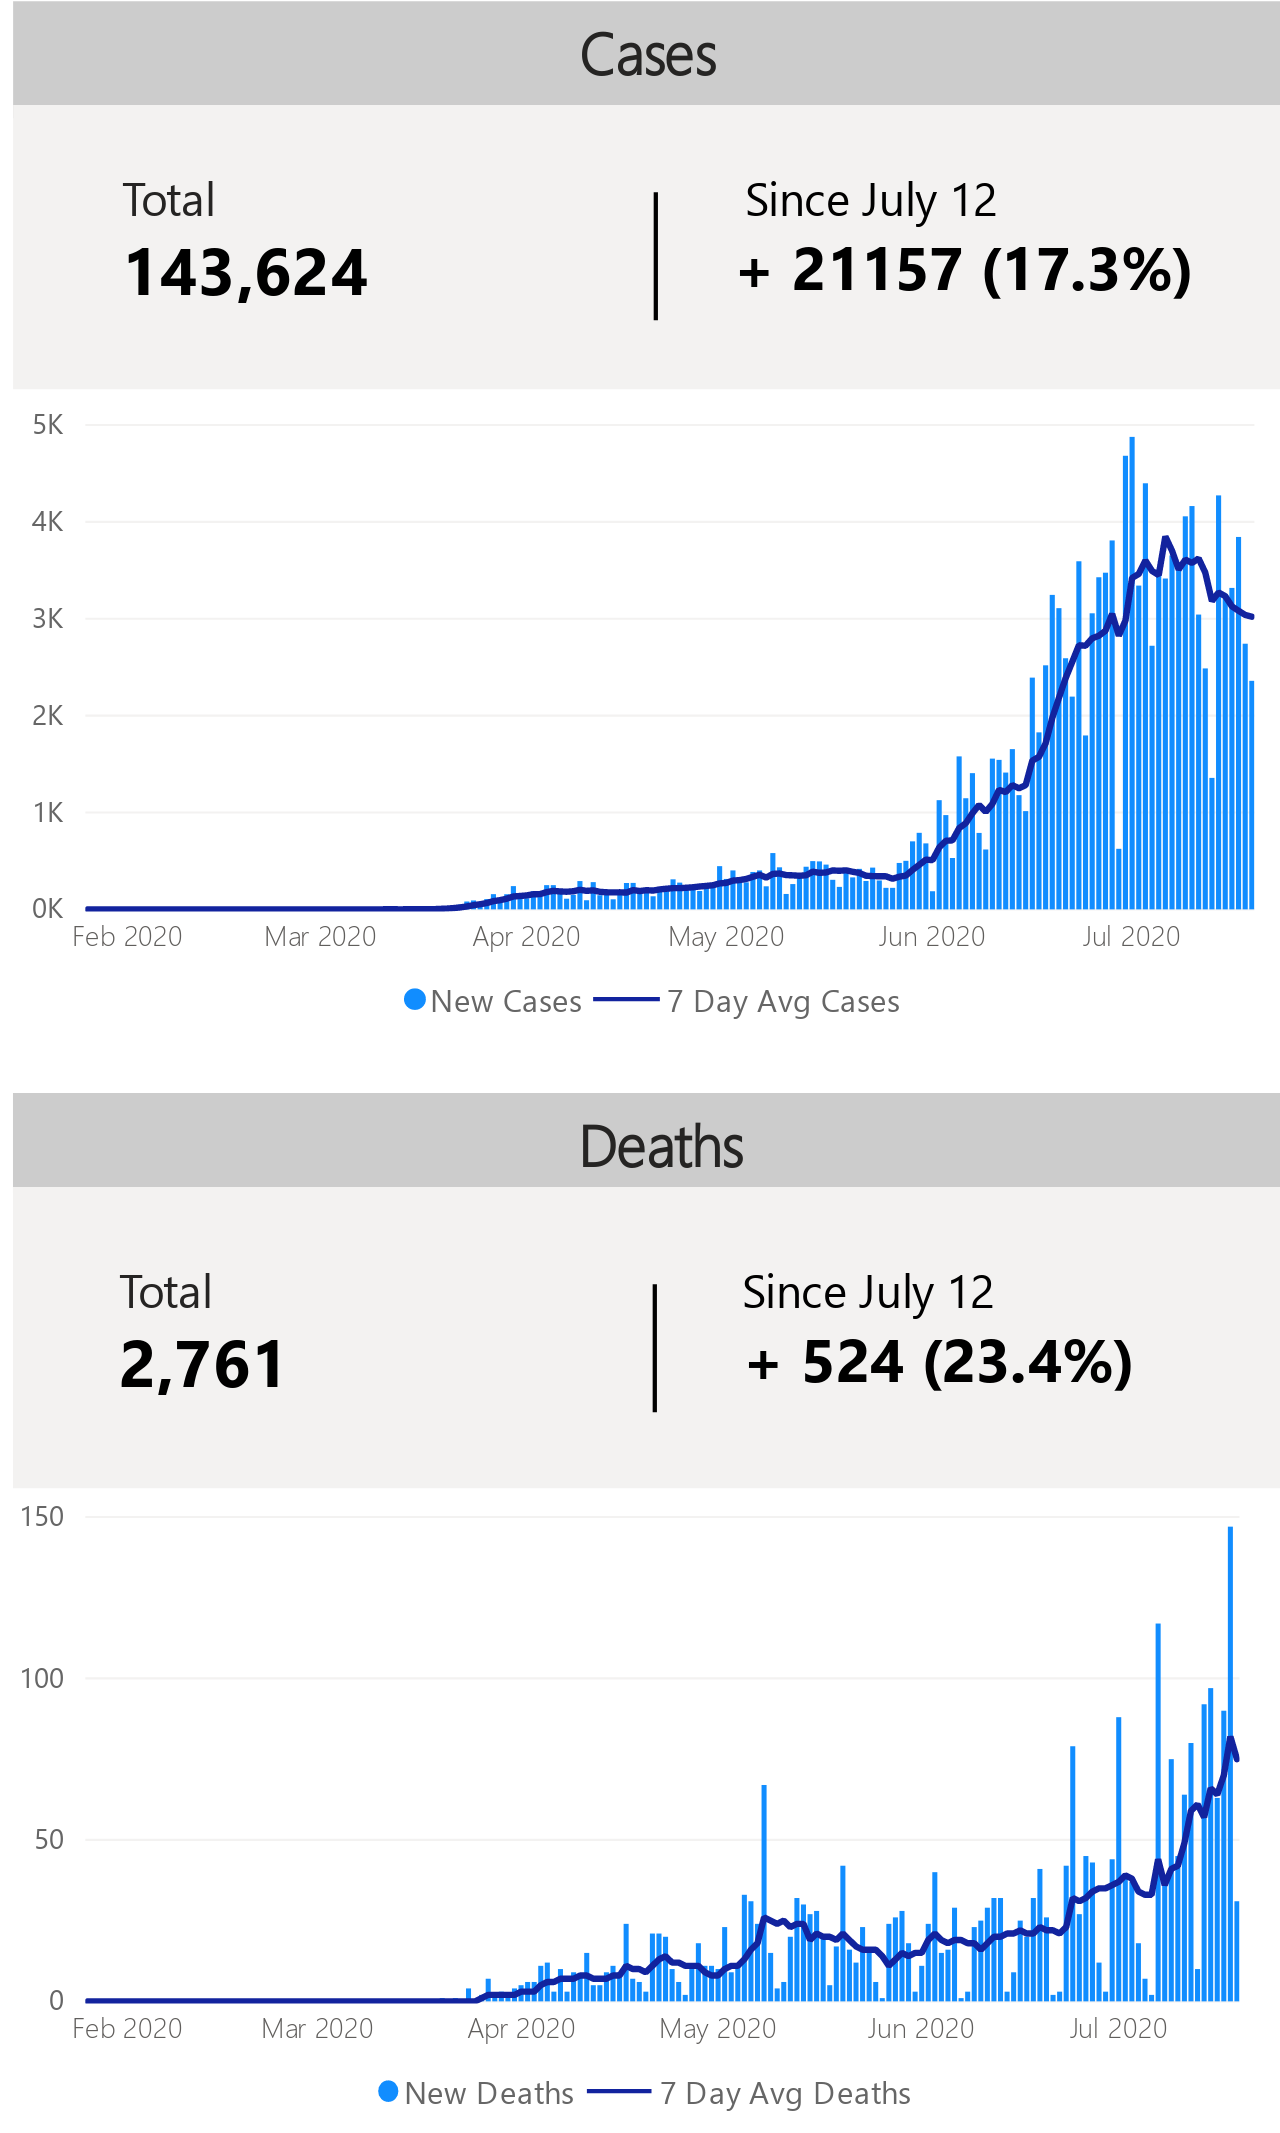 Cases
Total
Since July 12
143,624
+ 21157 (17.3%)
5K
4K
3K
2K
1K
0K
Feb 2020
Mar 2020
Apr 2020
May 2020
Jun 2020
Jul 2020
New Cases
7 Day Avg Cases
Deaths
Total
Since July 12
2,761
+ 524 (23.4%)
150
100
50
0
Feb 2020
Mar 2020
Apr 2020
May 2020
Jun 2020
Jul 2020
New Deaths
7 Day Avg Deaths